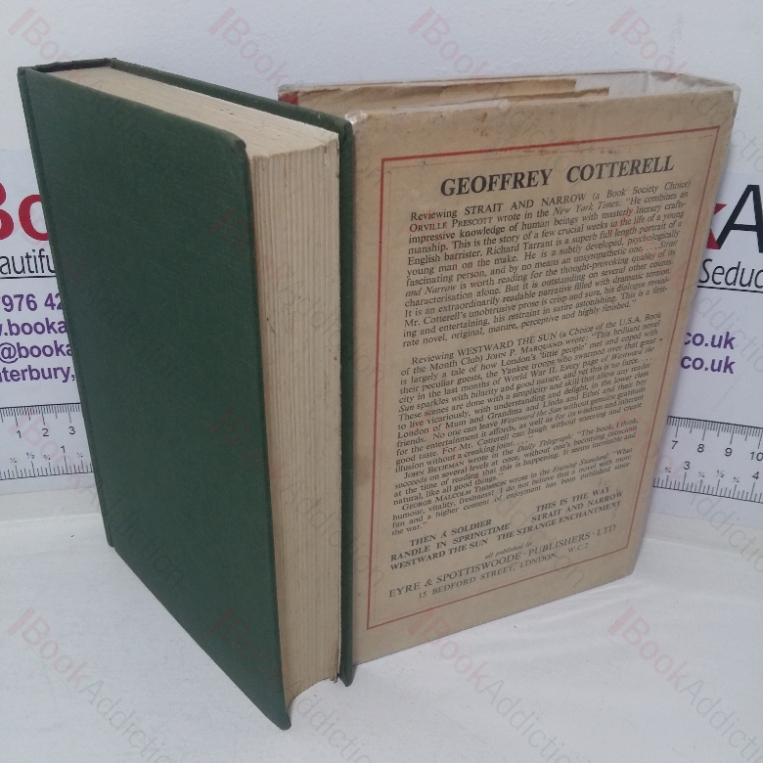 GEOFFREY COTTERELL
Reviewing STRAIT AND NARROW (a Book Society Choice)
ORVILLE PRESCOTT wrote in the New York Times: "He combines an
impressive knowledge of human beings with masterly literary crafts-
manship. This is the story of a few crucial weeks in the life of a young
English barrister. Richard Tarrant is a superb full length portrait of a
young man on the make. He is a subtly developed, psychologically
fascinating person, and by no means an unsympathetic one. . . . Strait
and Narrow is worth reading for the thought-provoking quality of its
characterisation alone. But it is outstanding on several other counts.
It is an extraordinarily readable narrative filled with dramatic tension.
Mr. Cotterell's unobtrusive prose is crisp and sure, his dialogue reveal-
ing and entertaining, his restraint in satire astonishing. This is a first-
rate novel, original, mature, perceptive and highly finished."
Reviewing WESTWARD THE SUN (a Choice of the U.S.A. Book
of the Month Club) JOHN P. MARQUAND wrote: "This brilliant novel
is largely a tale of how London's 'little people' met and coped with
their peculiar guests, the Yankee troops who swarmed over that great
city in the last months of World War II. Every page of Westward the
Sun sparkles with hilarity and good nature, and yet this is not farce. . . .
These scenes are done with a simplicity and skill that allow any reader
to live vicariously, with understanding and delight, in the lower class
London of Mum and Grandma and Linda and Ethel and their boy
friends. No one can leave Westward the Sun without genuine gratitude
for the entertainment it affords, as well as for its wisdom and inherent
good taste. For Mr. Cotterell can laugh without sneering and create
illusion without a creaking joint. . . ."
JOHN BETJEMAN wrote in the Daily Telegraph: "The book, I think,
succeeds on several levels at once, without one's becoming conscious
at the time of reading that this is happening. It seems inevitable and
natural, like all good things."
GEORGE MALCOLM THOMSON wrote in the Evening Standard: "What
humour, vitality, freshness! I do not believe that a novel with more
fun and a higher content of enjoyment has been published since
the war."
THEN A SOLDIER THIS IS THE WAY
RANDLE IN SPRINGTIME STRAIT AND NARROW
WESTWARD THE SUN THE STRANGE ENCHANTMENT
all published by
EYRE & SPOTTISWOODE · PUBLISHERS · LTD
15 BEDFORD STREET, LONDON, W.C.2